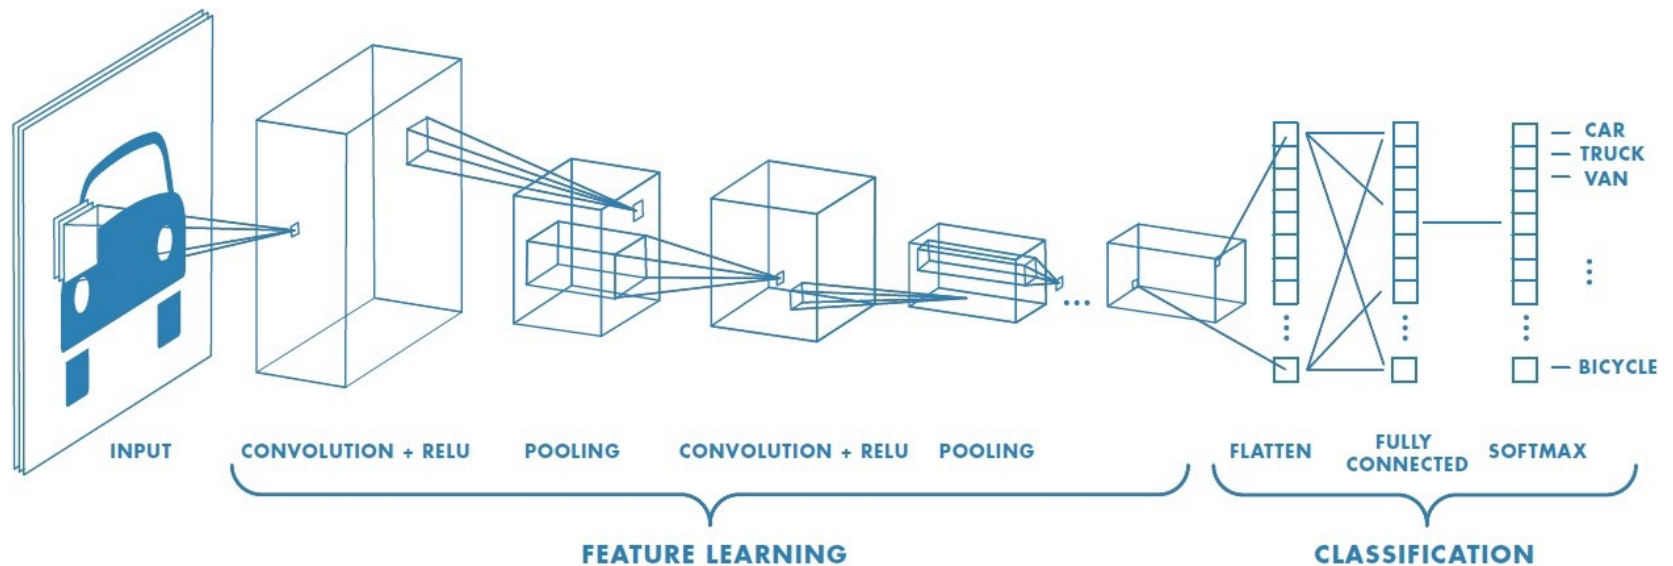 CAR
TRUCK
VAN
BICYCLE
INPUT
CONVOLUTION + RELU
POOLING
CONVOLUTION + RELU
POOLING
FLATTEN
FULLY
CONNECTED
SOFTMAX
FEATURE LEARNING
CLASSIFICATION